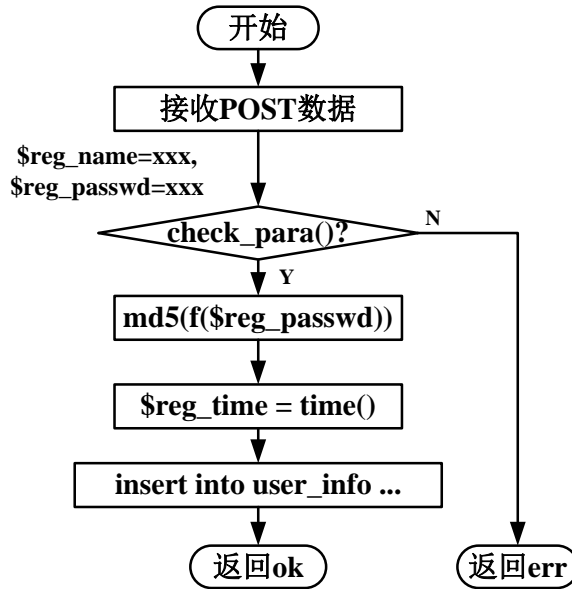 开始
接收POST数据
$reg_name=xxx,
$reg_passwd=xxx
check_para()?
N
Y
md5(f($reg_passwd))
$reg_time = time()
insert into user_info ...
返回ok
返回err